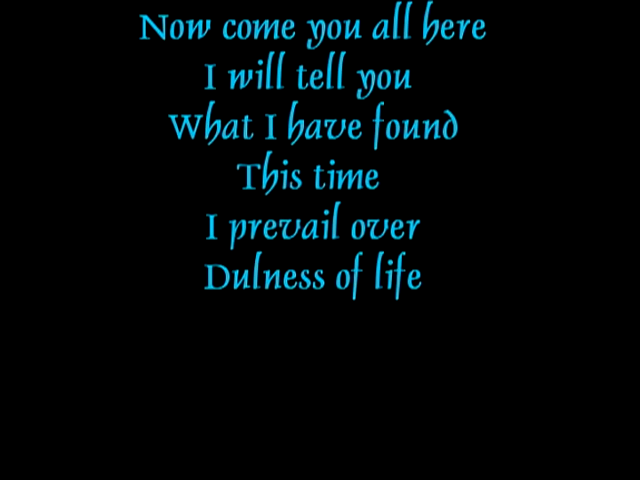 Now come you all here
I will tell you
What I have found
This time
I prevail over
Dulness of life